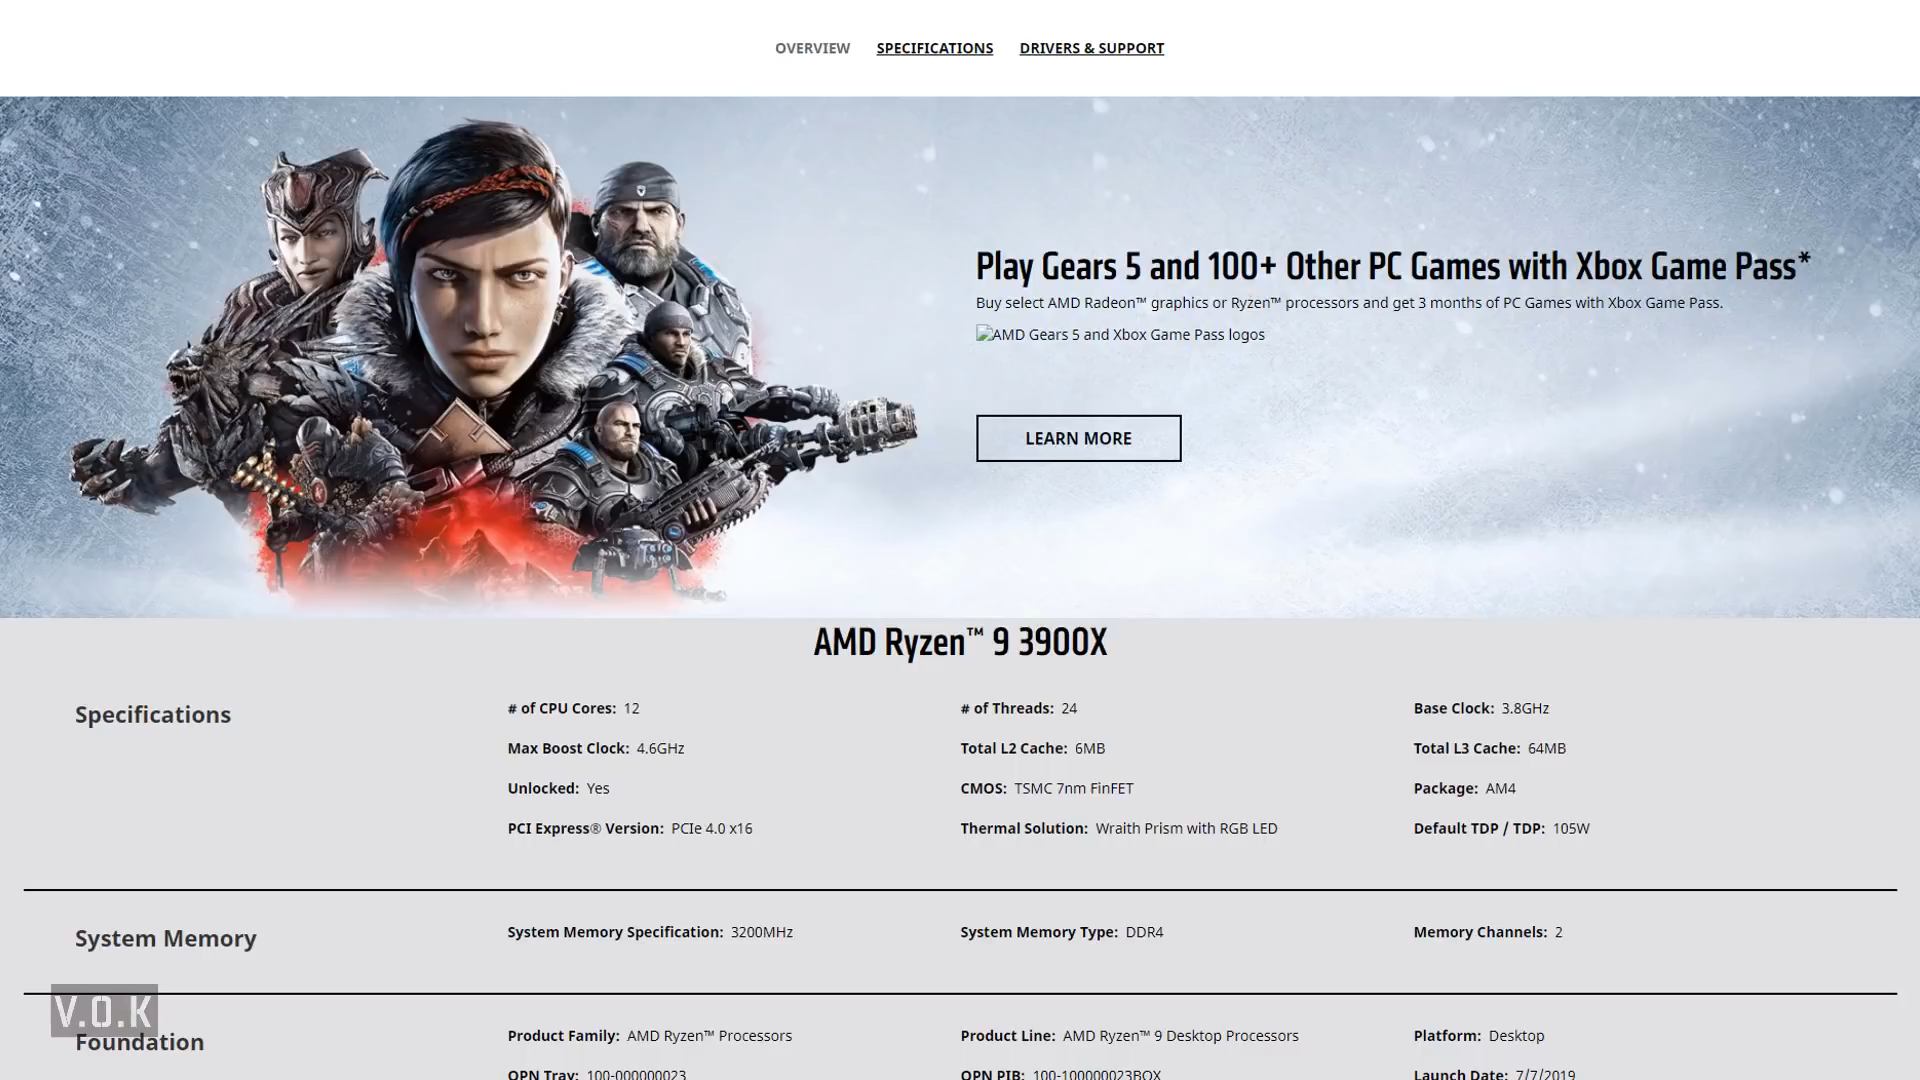 OVERVIEW SPECIFICATIONS DRIVERS & SUPPORT
Play Gears 5 and 100+ Other PC Games with Xbox Game Pass*
Buy select AMD Radeon™ graphics or Ryzen™ processors and get 3 months of PC Games with Xbox Game Pass.
AMD Gears 5 and Xbox Game Pass logos
LEARN MORE
AMD Ryzen™ 9 3900X
Specifications
# of CPU Cores: 12 # of Threads: 24 Base Clock: 3.8GHz
Max Boost Clock: 4.6GHz Total L2 Cache: 6MB Total L3 Cache: 64MB
Unlocked: Yes CMOS: TSMC 7nm FinFET Package: AM4
PCI Express® Version: PCIe 4.0 x16 Thermal Solution: Wraith Prism with RGB LED Default TDP / TDP: 105W
System Memory
System Memory Specification: 3200MHz System Memory Type: DDR4 Memory Channels: 2
V.O.K
Foundation
Product Family: AMD Ryzen™ Processors Product Line: AMD Ryzen™ 9 Desktop Processors Platform: Desktop
OPN Tray: 100-000000023 OPN PIB: 100-100000023BOX Launch Date: 7/7/2019